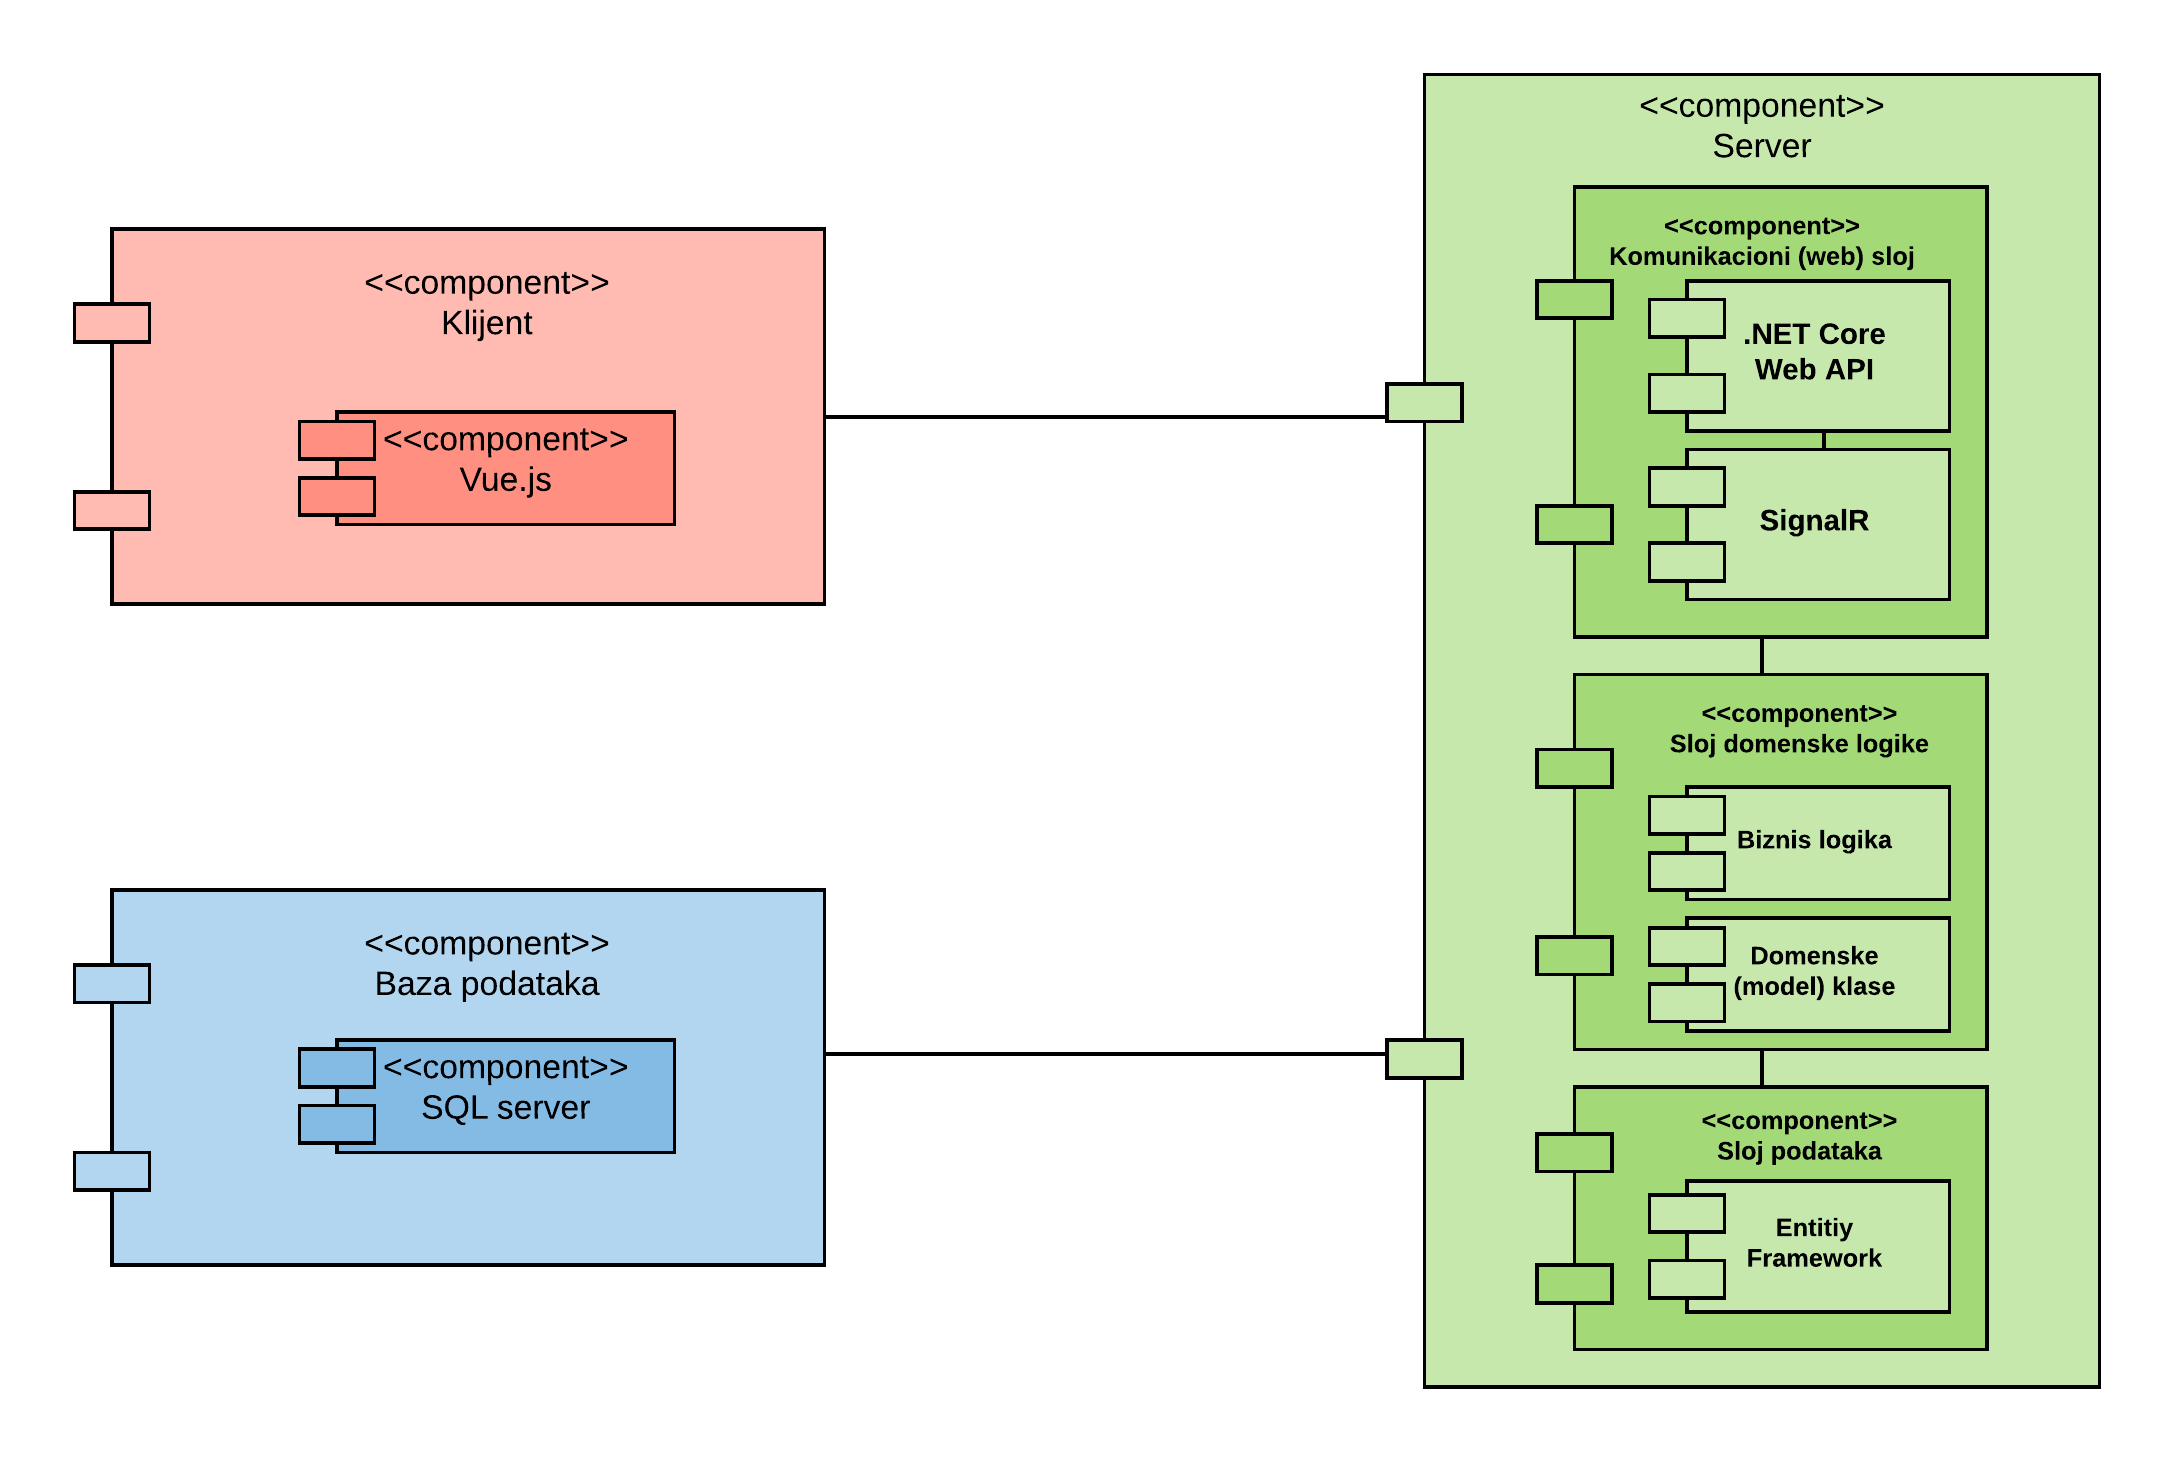 <<component>>
Klijent
<<component>>
Vue.js
<<component>>
Baza podataka
<<component>>
SQL server
<<component>>
Server
<<component>>
Komunikacioni (web) sloj
.NET Core
Web API
SignalR
<<component>>
Sloj domenske logike
Biznis logika
Domenske
(model) klase
<<component>>
Sloj podataka
Entitiy
Framework